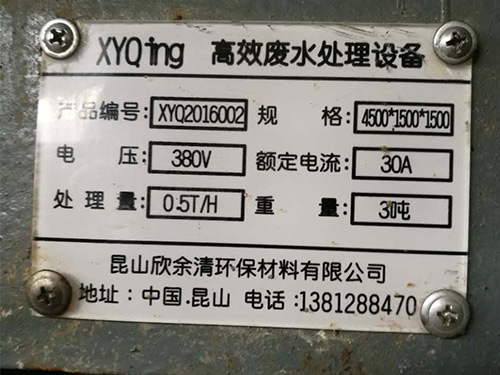 XYQing 高效废水处理设备
产品编号: XYQ2016002 规 格: 4500*1500*1500
电 压: 380V 额定电流: 30A
处 理 量: 0.5T/H 重 量: 3吨
昆山欣余清环保材料有限公司
地址: 中国.昆山 电话:1381288470